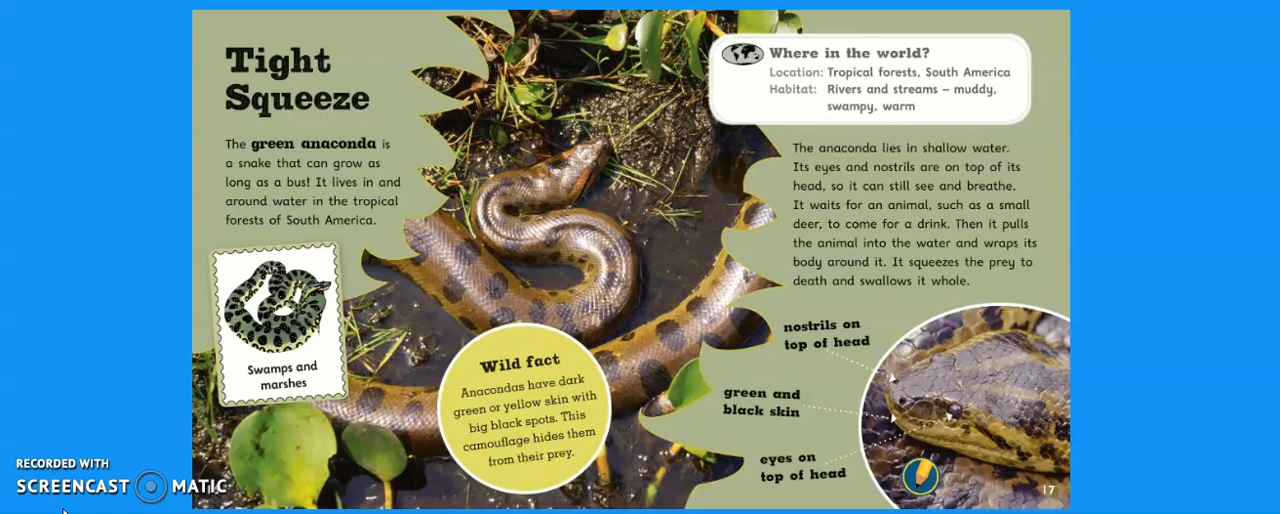 Tight
Squeeze
The green anaconda is
a snake that can grow as
long as a bus! It lives in and
around water in the tropical
forests of South America.
Swamps and
marshes
Wild fact
Anacondas have dark
green or yellow skin with
big black spots. This
camouflage hides them
from their prey.
Where in the world?
Location: Tropical forests, South America
Habitat: Rivers and streams – muddy,
swampy, warm
The anaconda lies in shallow water.
Its eyes and nostrils are on top of its
head, so it can still see and breathe.
It waits for an animal, such as a small
deer, to come for a drink. Then it pulls
the animal into the water and wraps its
body around it. It squeezes the prey to
death and swallows it whole.
nostrils on
top of head
green and
black skin
eyes on
top of head
17
RECORDED WITH
SCREENCAST MATIC